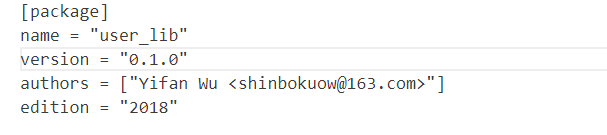 [package]
name = "user_lib"
version = "0.1.0"
authors = ["Yifan Wu <shinbokuow@163.com>"]
edition = "2018"